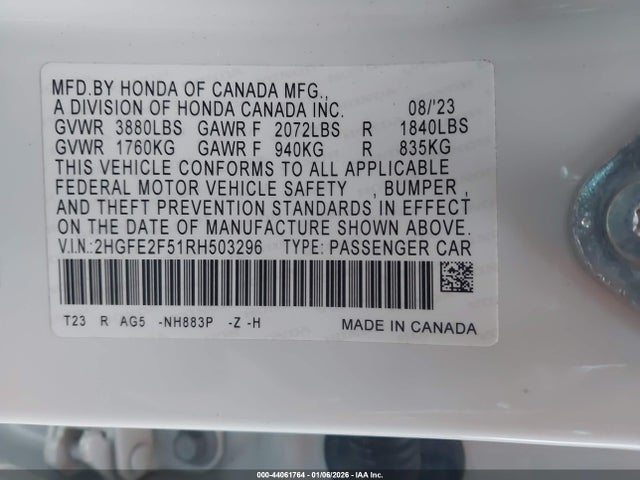 MFD.BY HONDA OF CANADA MFG.,
A DIVISION OF HONDA CANADA INC. 08/'23
GVWR 3880LBS GAWR F 2072LBS R 1840LBS
GVWR 1760KG GAWR F 940KG R 835KG
THIS VEHICLE CONFORMS TO ALL APPLICABLE
FEDERAL MOTOR VEHICLE SAFETY , BUMPER ,
AND THEFT PREVENTION STANDARDS IN EFFECT
ON THE DATE OF MANUFACTURE SHOWN ABOVE.
V.I.N.:2HGFE2F51RH503296 TYPE: PASSENGER CAR
T23 R AG5 -NH883P -Z -H MADE IN CANADA
000-44061764 | 01/06/2026 | IAA Inc.